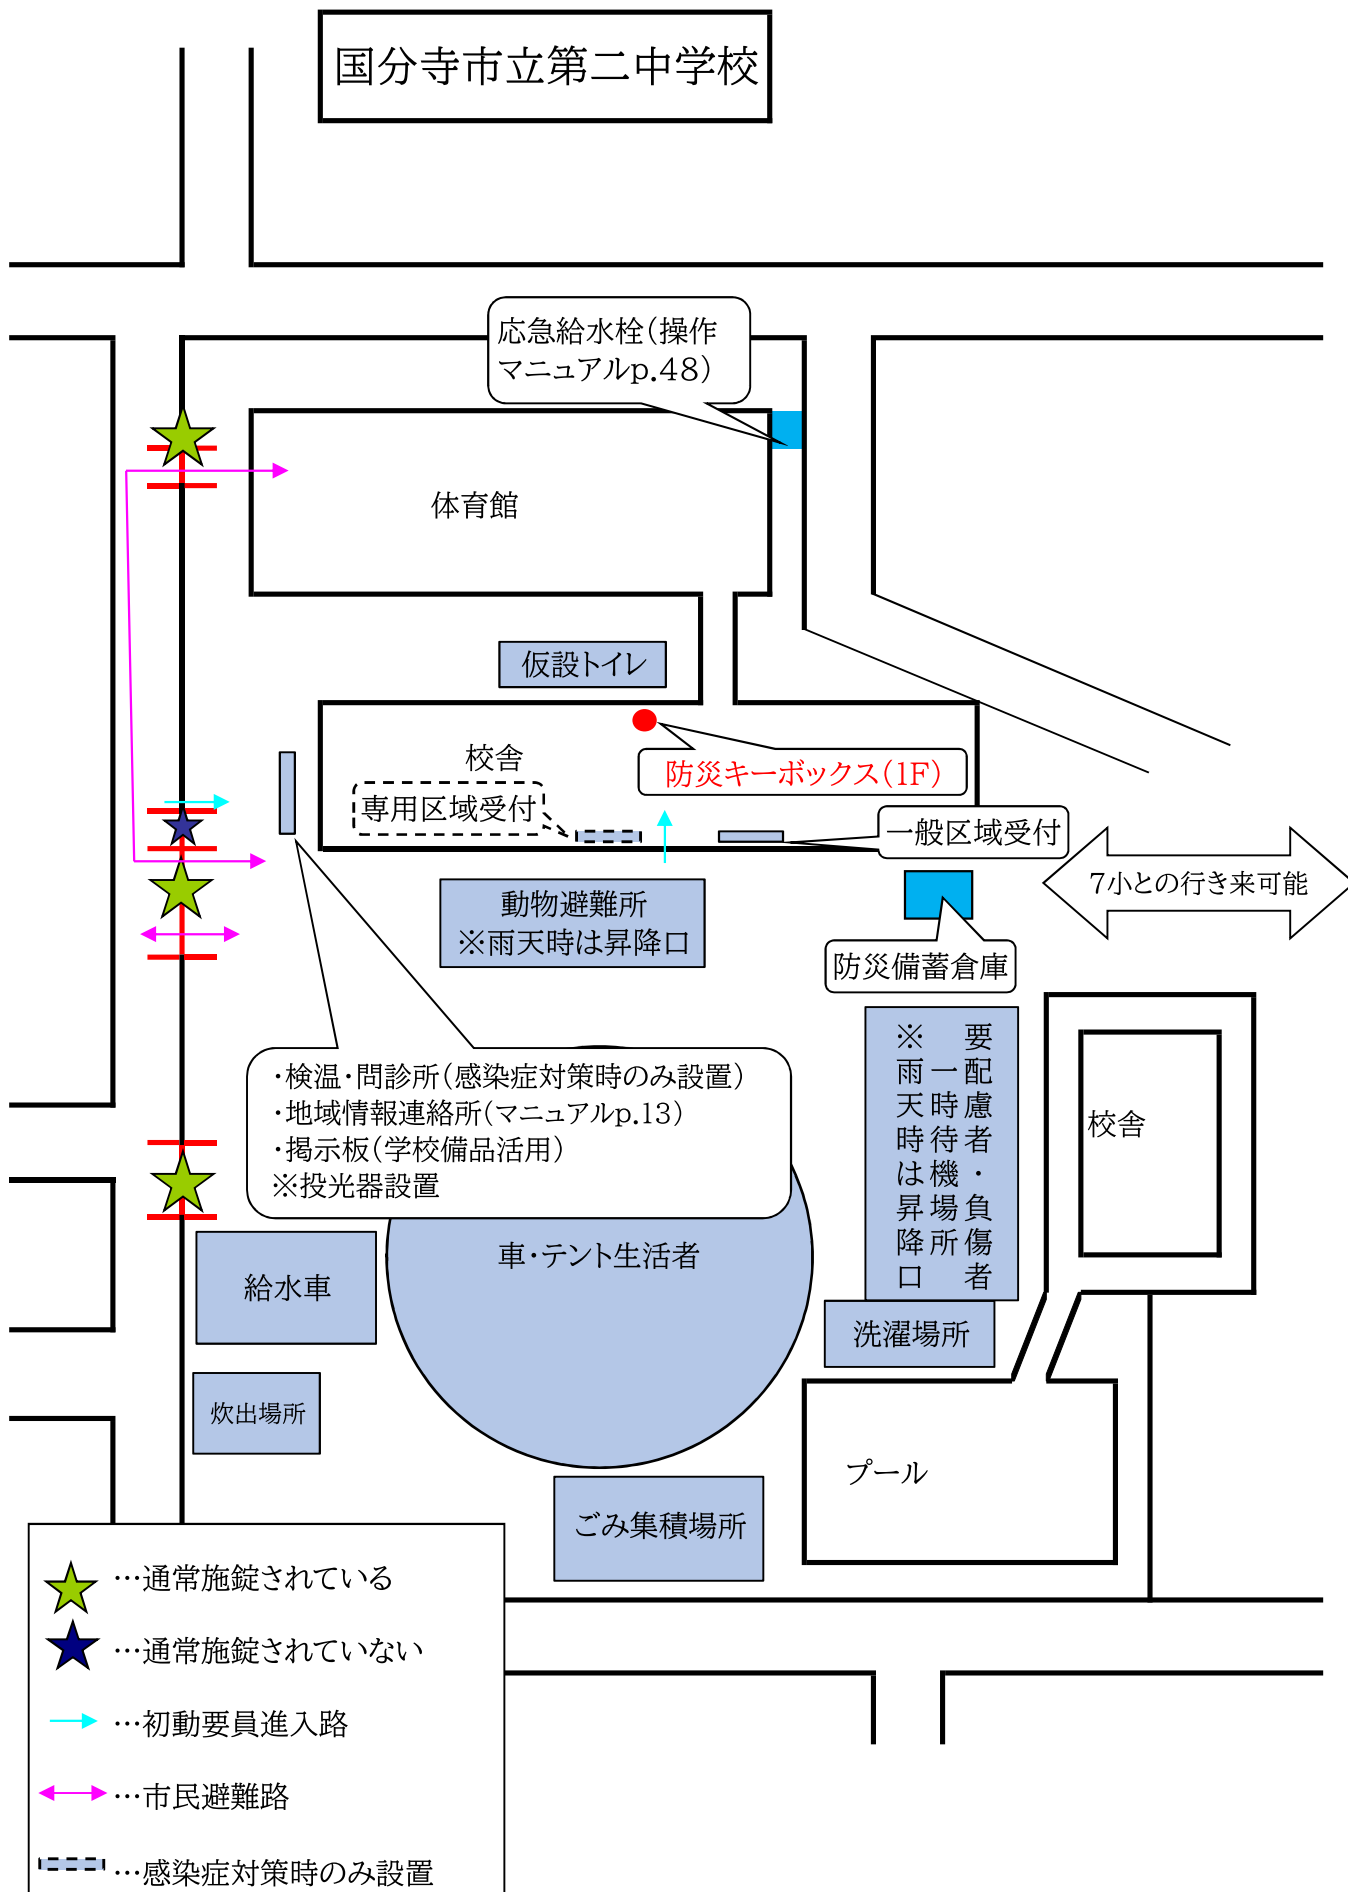 国分寺市立第二中学校
応急給水栓（操作
マニュアルp.48）
体育館
仮設トイレ
校舎
防災キーボックス（1F）
専用区域受付
一般区域受付
7小との行き来可能
動物避難所
※雨天時は昇降口
防災備蓄倉庫
・検温・問診所（感染症対策時のみ設置）
・地域情報連絡所（マニュアルp.13）
・掲示板（学校備品活用）
※投光器設置
要配慮者・負傷者
一時待機場所
※雨天時は昇降口
校舎
車・テント生活者
給水車
洗濯場所
炊出場所
プール
ごみ集積場所
…通常施錠されている
…通常施錠されていない
…初動要員進入路
…市民避難路
…感染症対策時のみ設置